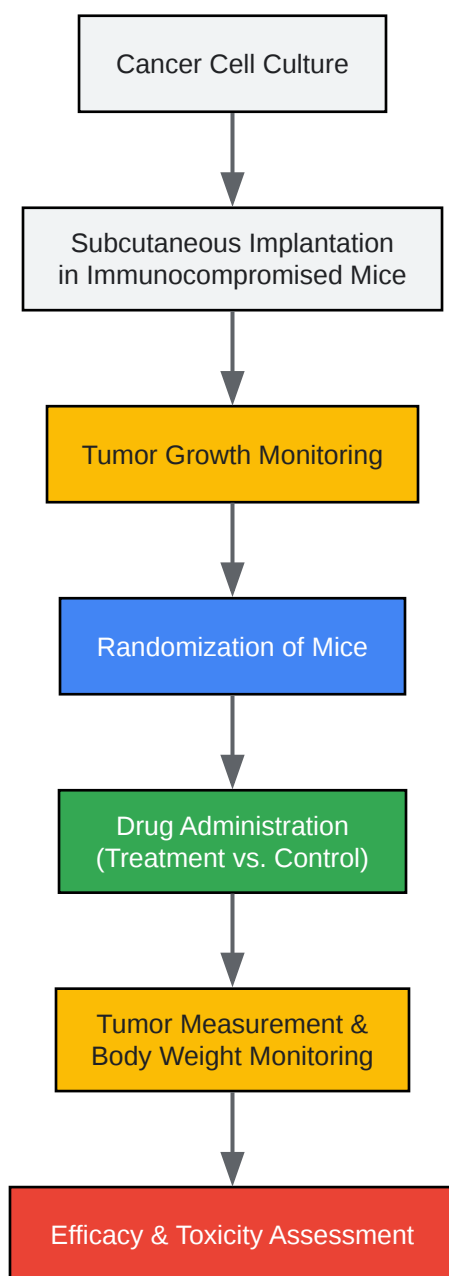 Cancer Cell Culture
Subcutaneous Implantation
in Immunocompromised Mice
Tumor Growth Monitoring
Randomization of Mice
Drug Administration
(Treatment vs. Control)
Tumor Measurement &
Body Weight Monitoring
Efficacy & Toxicity Assessment